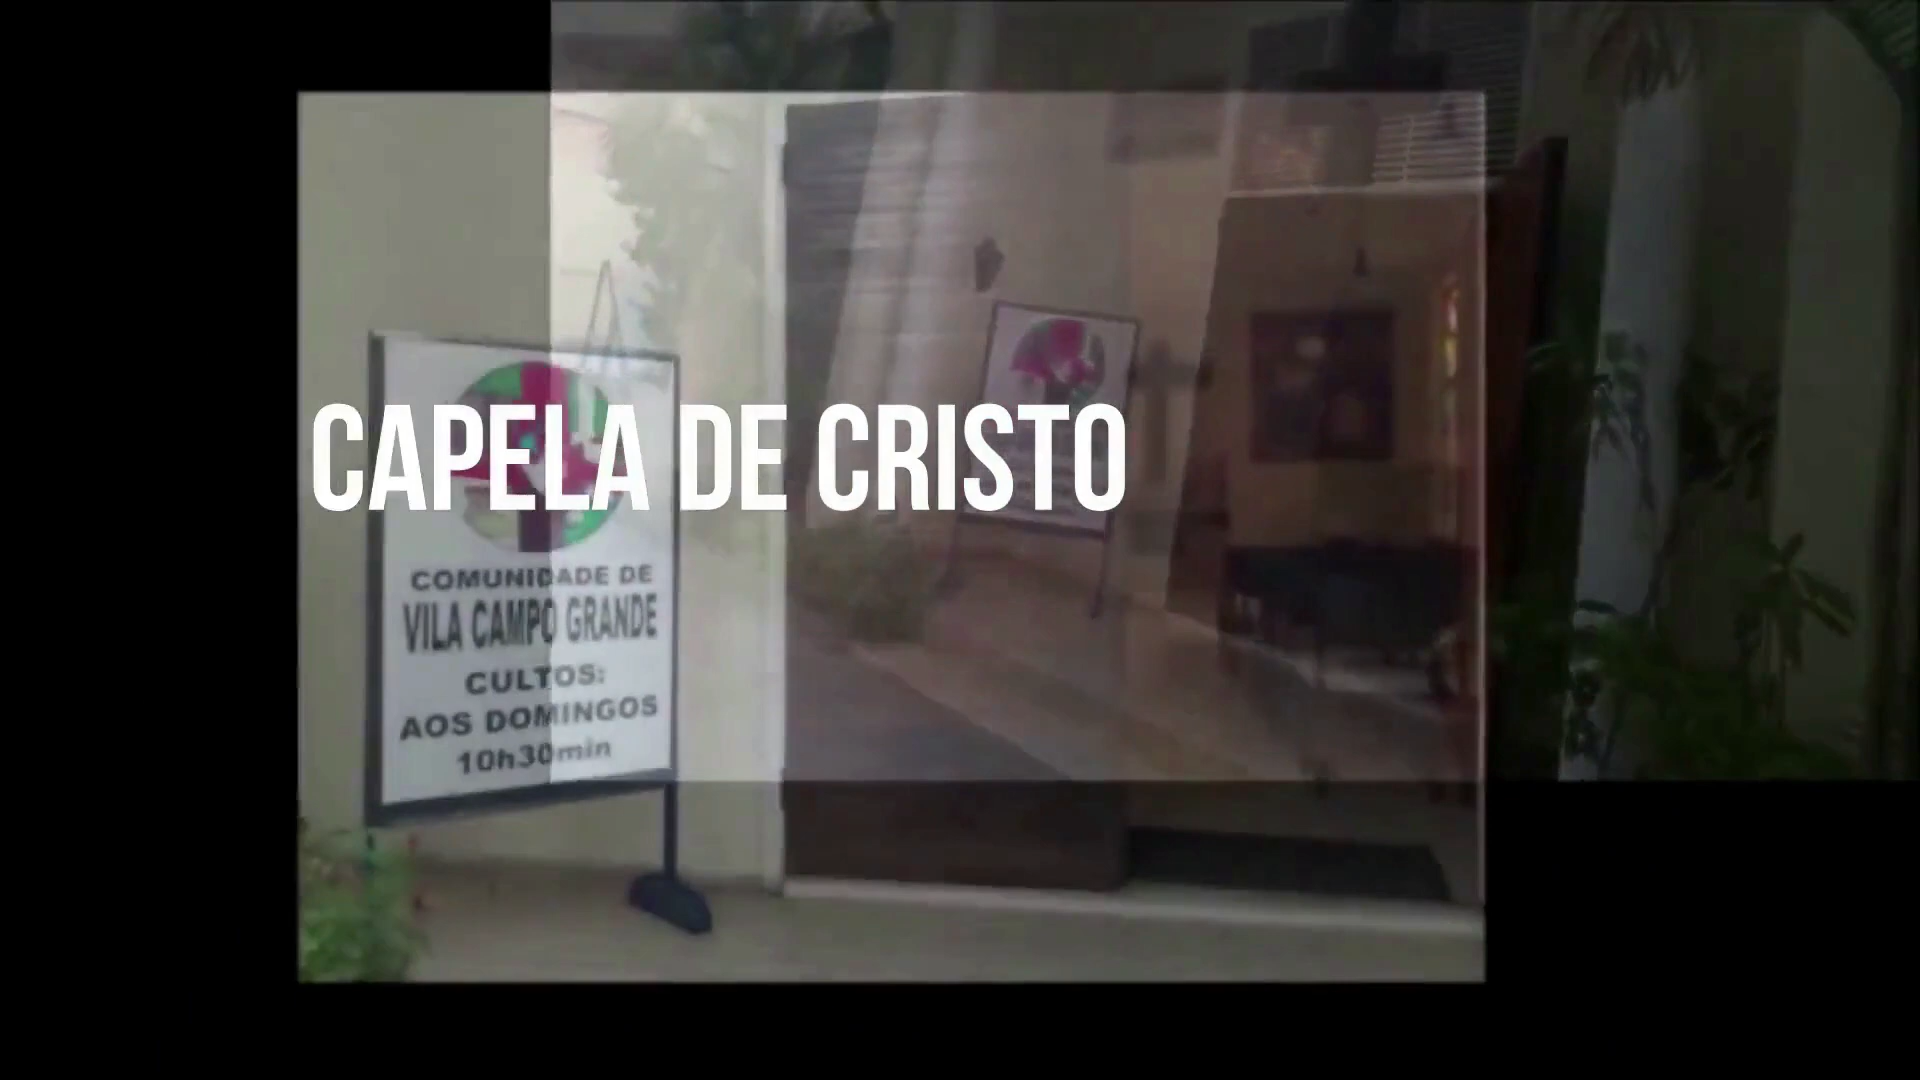 CAPELA DE CRISTO
COMUNIDADE DE
VILA CAMPO GRANDE
CULTOS:
AOS DOMINGOS
10h30min